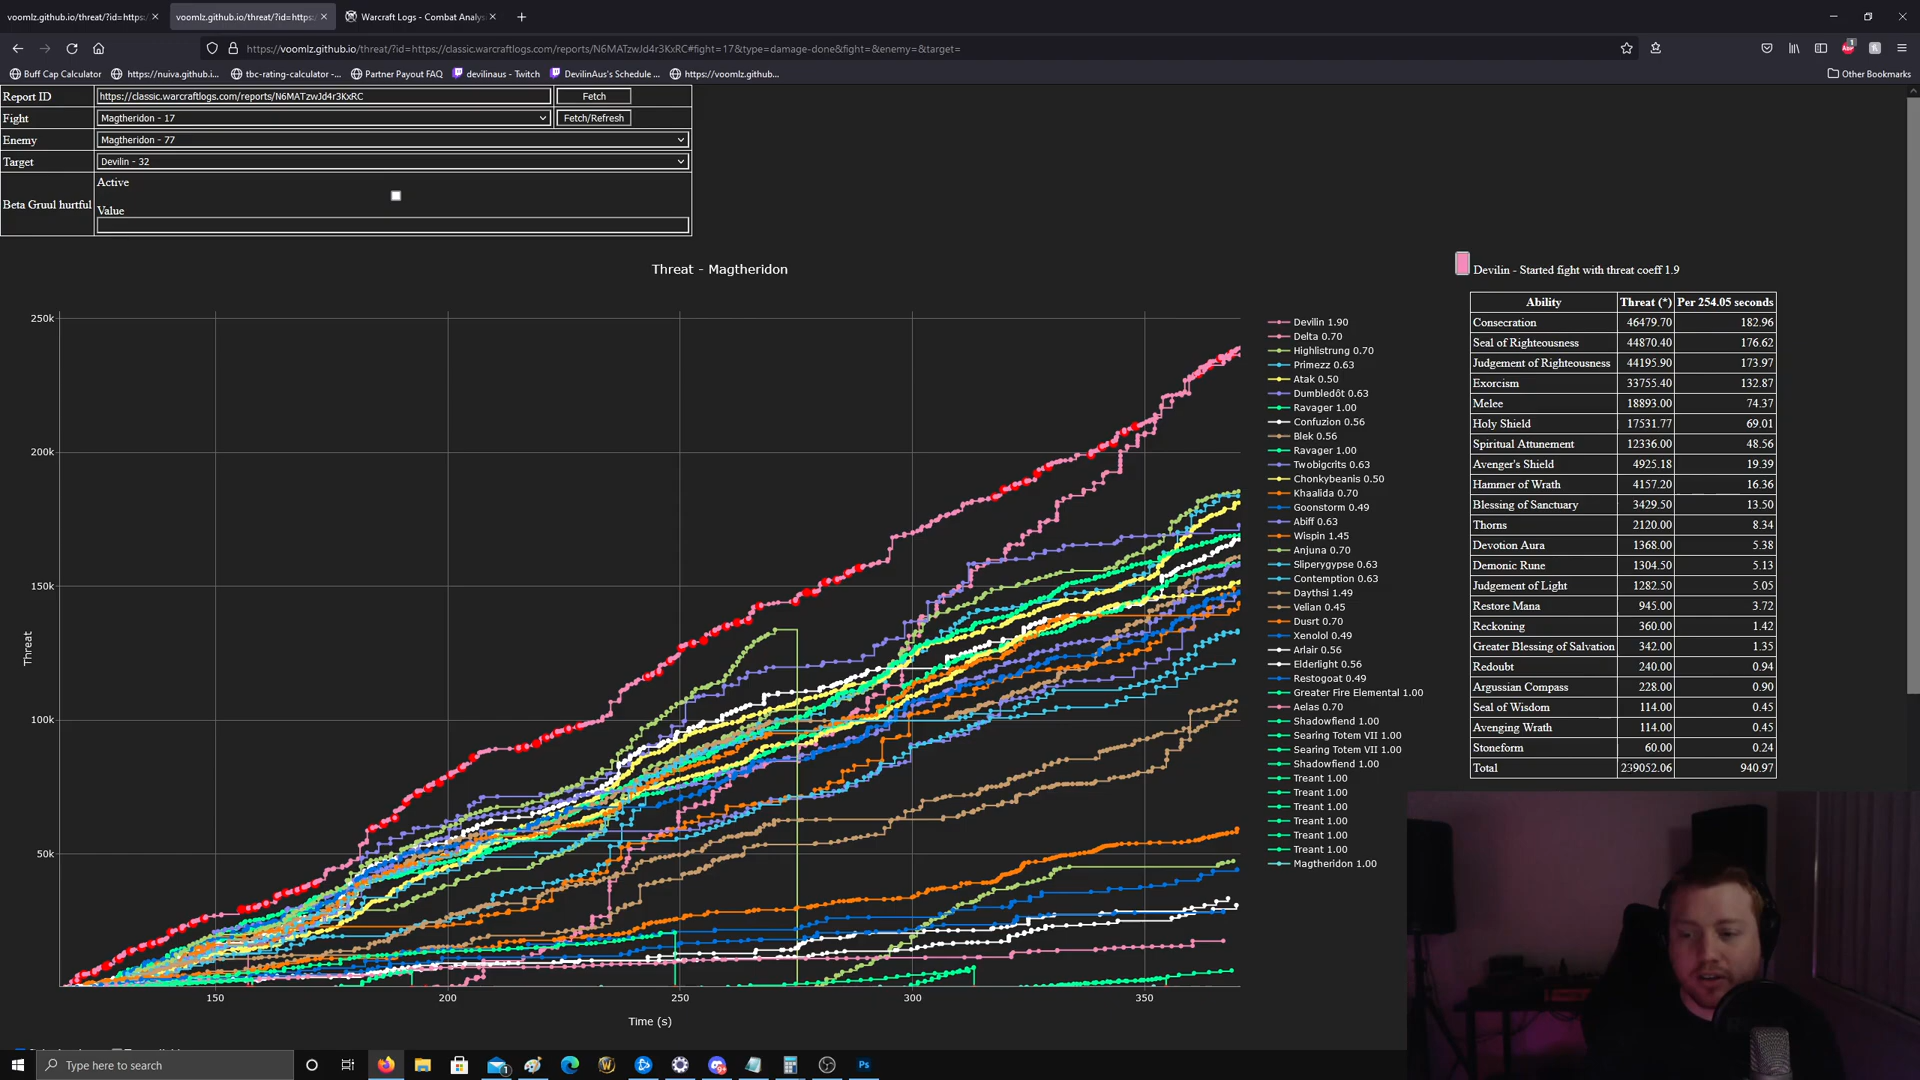 voomlz.github.io/threat/?id=https:
voomlz.github.io/threat/?id=https:
Warcraft Logs - Combat Analys
https://voomlz.github.io/threat/?id=https://classic.warcraftlogs.com/reports/N6MATzwJd4r3KxRC#fight=17&type=damage-done&fight=&enemy=&target=
Buff Cap Calculator
https://nuiva.github.i...
tbc-rating-calculator -...
Partner Payout FAQ
devilinaus - Twitch
DevilinAus's Schedule ...
https://voomlz.github...
Other Bookmarks
Report ID
https://classic.warcraftlogs.com/reports/N6MATzwJd4r3KxRC
Fetch
Fight
Magtheridon - 17
Fetch/Refresh
Enemy
Magtheridon - 77
Target
Devilin - 32
Beta Gruul hurtful
Active
Value
Threat - Magtheridon
250k
200k
150k
100k
50k
Threat
150
200
250
300
350
Time (s)
Devilin 1.90
Delta 0.70
Highlistrung 0.70
Primezz 0.63
Atak 0.50
Dumbledôt 0.63
Ravager 1.00
Confuzion 0.56
Blek 0.56
Ravager 1.00
Twobigcrits 0.63
Chonkybeanis 0.50
Khaalida 0.70
Goonstorm 0.49
Abiff 0.63
Wispin 1.45
Anjuna 0.70
Sliperygypse 0.63
Contemption 0.63
Daythsi 1.49
Velian 0.45
Dusrt 0.70
Xenolol 0.49
Arlair 0.56
Elderlight 0.56
Restogoat 0.49
Greater Fire Elemental 1.00
Aelas 0.70
Shadowfiend 1.00
Searing Totem VII 1.00
Searing Totem VII 1.00
Shadowfiend 1.00
Treant 1.00
Treant 1.00
Treant 1.00
Treant 1.00
Treant 1.00
Treant 1.00
Magtheridon 1.00
Devilin - Started fight with threat coeff 1.9
Ability Threat (*) Per 254.05 seconds
Consecration 46479.70 182.96
Seal of Righteousness 44870.40 176.62
Judgement of Righteousness 44195.90 173.97
Exorcism 33755.40 132.87
Melee 18893.00 74.37
Holy Shield 17531.77 69.01
Spiritual Attunement 12336.00 48.56
Avenger's Shield 4925.18 19.39
Hammer of Wrath 4157.20 16.36
Blessing of Sanctuary 3429.50 13.50
Thorns 2120.00 8.34
Devotion Aura 1368.00 5.38
Demonic Rune 1304.50 5.13
Judgement of Light 1282.50 5.05
Restore Mana 945.00 3.72
Reckoning 360.00 1.42
Greater Blessing of Salvation 342.00 1.35
Redoubt 240.00 0.94
Argussian Compass 228.00 0.90
Seal of Wisdom 114.00 0.45
Avenging Wrath 114.00 0.45
Stoneform 60.00 0.24
Total 239052.06 940.97
Type here to search